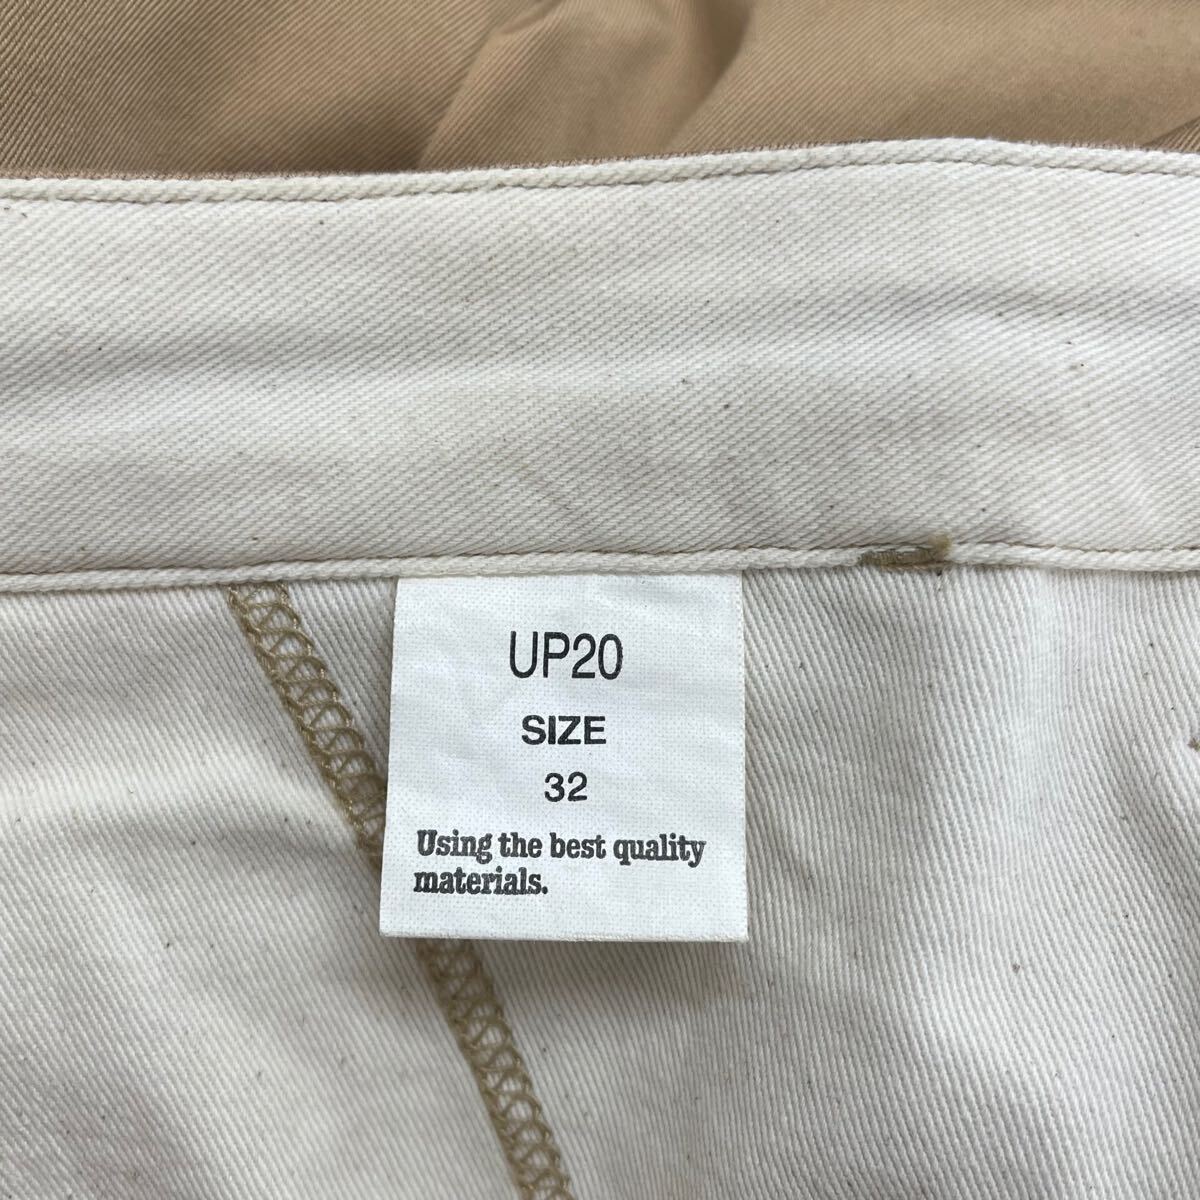 UP20
SIZE
32
Using the best quality
materials.